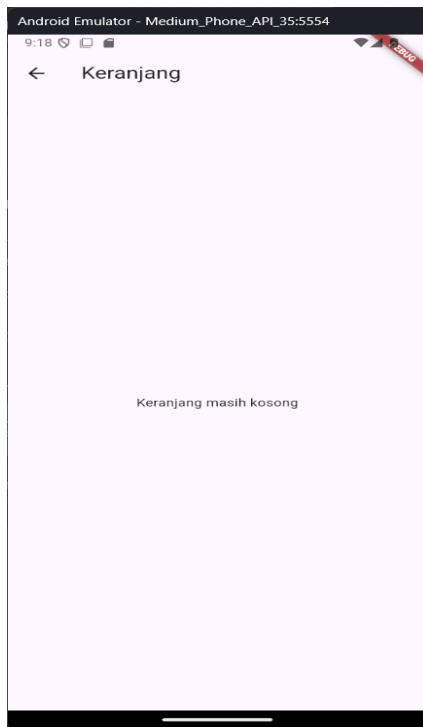 Android Emulator - Medium_Phone_API_35:5554
9:18
DEBUG
Keranjang
Keranjang masih kosong